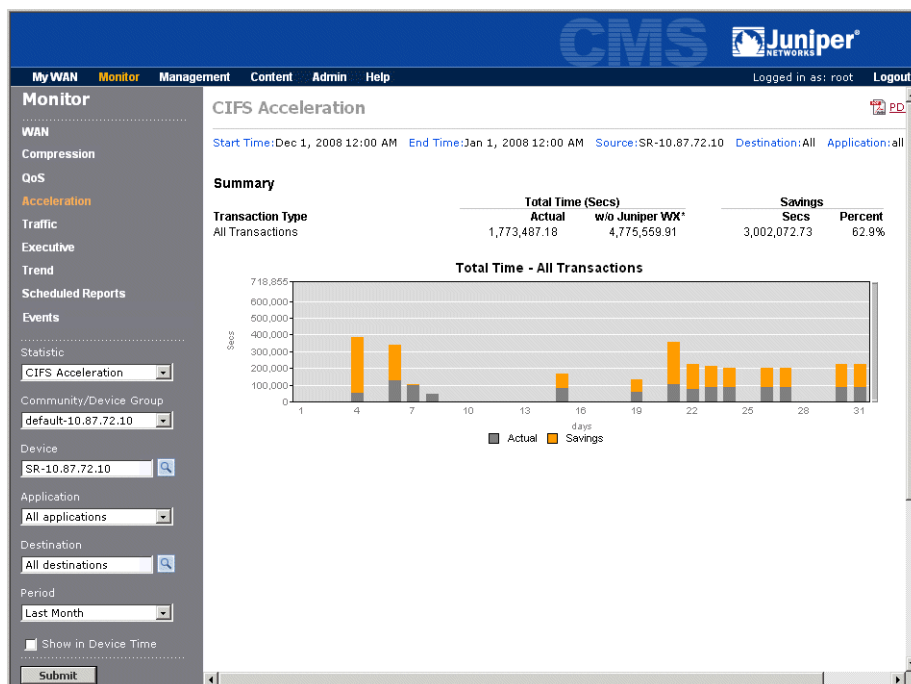 CMS
Juniper®
NETWORKS
My WAN Monitor Management Content Admin Help Logged in as: root Logout
Monitor
WAN
Compression
QoS
Acceleration
Traffic
Executive
Trend
Scheduled Reports
Events
Statistic
CIFS Acceleration
Community/Device Group
default-10.87.72.10
Device
SR-10.87.72.10
Application
All applications
Destination
All destinations
Period
Last Month
Show in Device Time
Submit
CIFS Acceleration
PD
Start Time:Dec 1, 2008 12:00 AM End Time:Jan 1, 2008 12:00 AM Source:SR-10.87.72.10 Destination:All Application:all
Summary
Total Time (Secs) Savings
Transaction Type Actual w/o Juniper WX* Secs Percent
All Transactions 1,773,487.18 4,775,559.91 3,002,072.73 62.9%
Total Time - All Transactions
718,855
600,000
500,000
400,000
300,000
200,000
100,000
0
Secs
1 4 7 10 13 16 19 22 25 28 31
days
Actual Savings